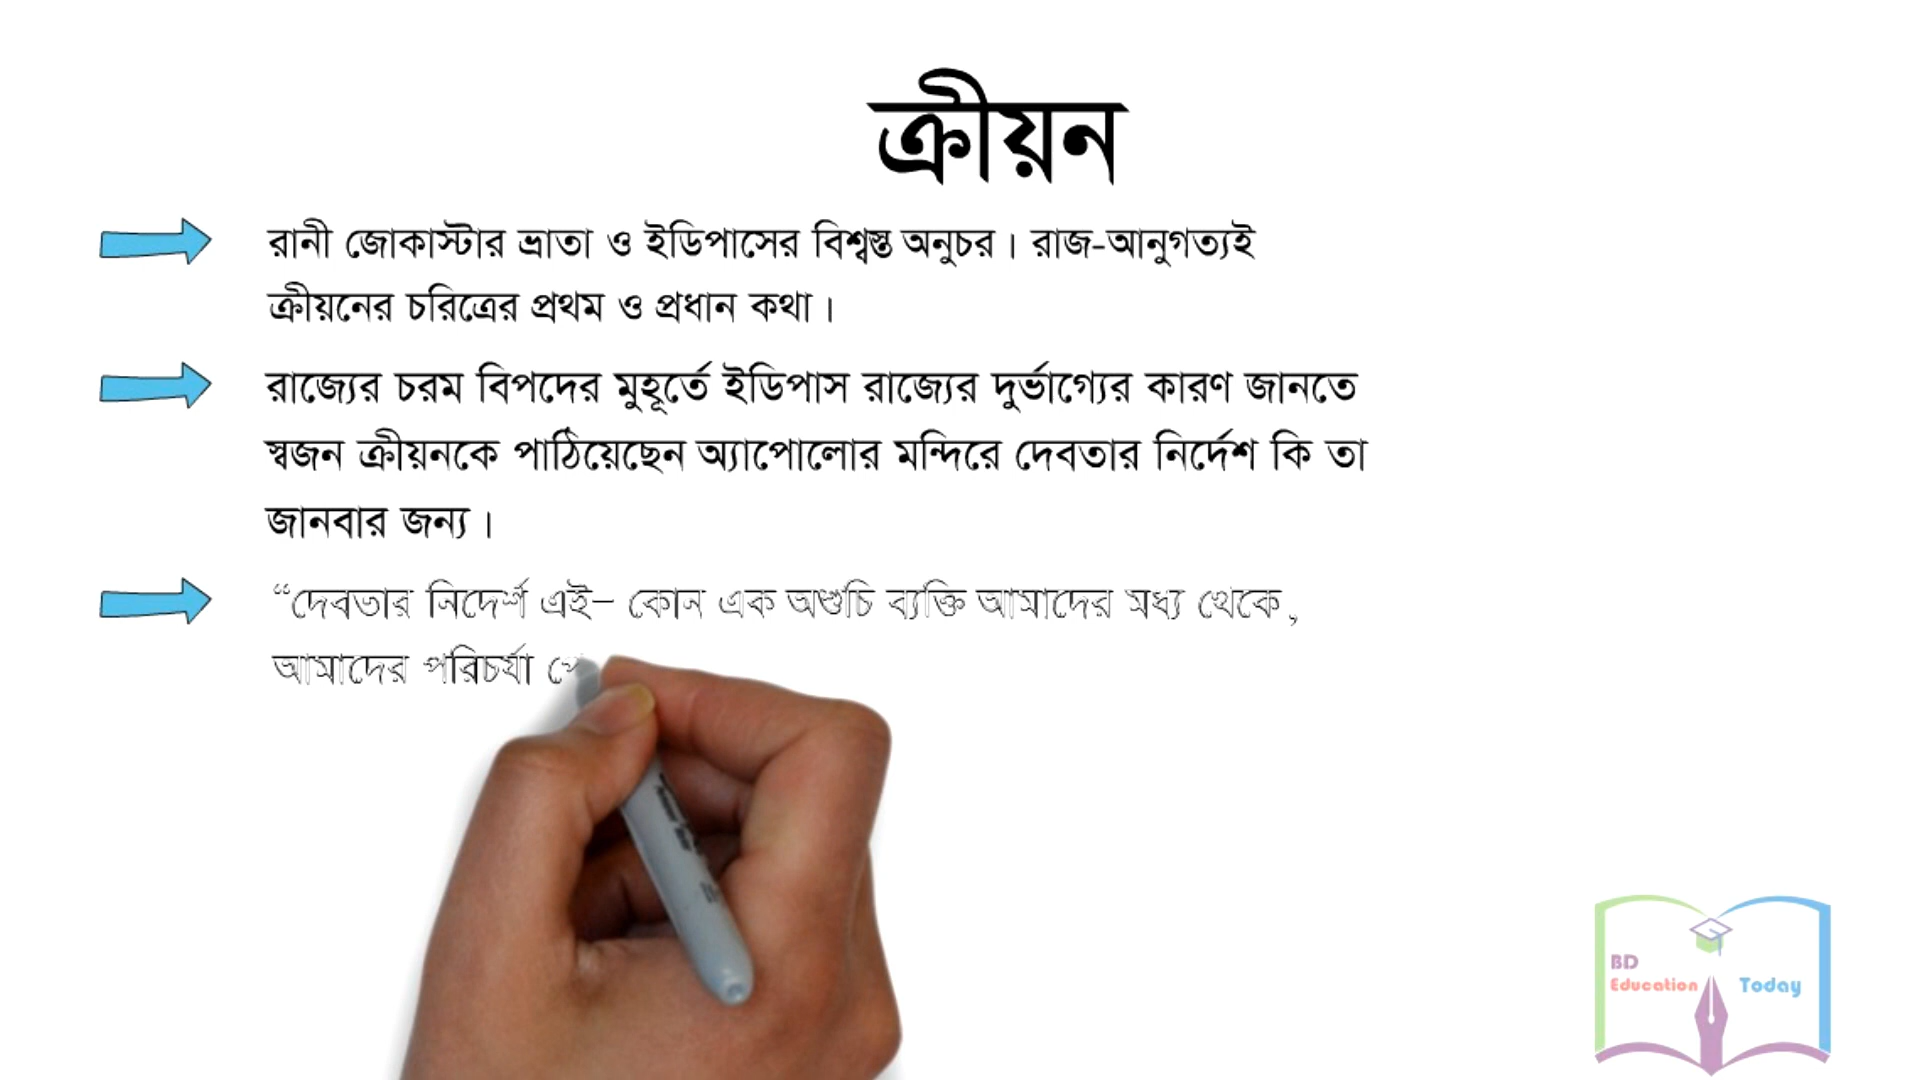 ক্রীয়ন
রানী জোকাস্টার ভ্রাতা ও ইডিপাসের বিশ্বস্ত অনুচর। রাজ-আনুগত্যই
ক্রীয়নের চরিত্রের প্রথম ও প্রধান কথা।
রাজ্যের চরম বিপদের মুহূর্তে ইডিপাস রাজ্যের দুর্ভাগ্যের কারণ জানতে
স্বজন ক্রীয়নকে পাঠিয়েছেন অ্যাপোলোর মন্দিরে দেবতার নির্দেশ কি তা
জানবার জন্য।
“দেবতার নিদের্শ এই– কোন এক অশুচি ব্যক্তি আমাদের মধ্য থেকে,
আমাদের পরিচর্যা
BD
Education Today